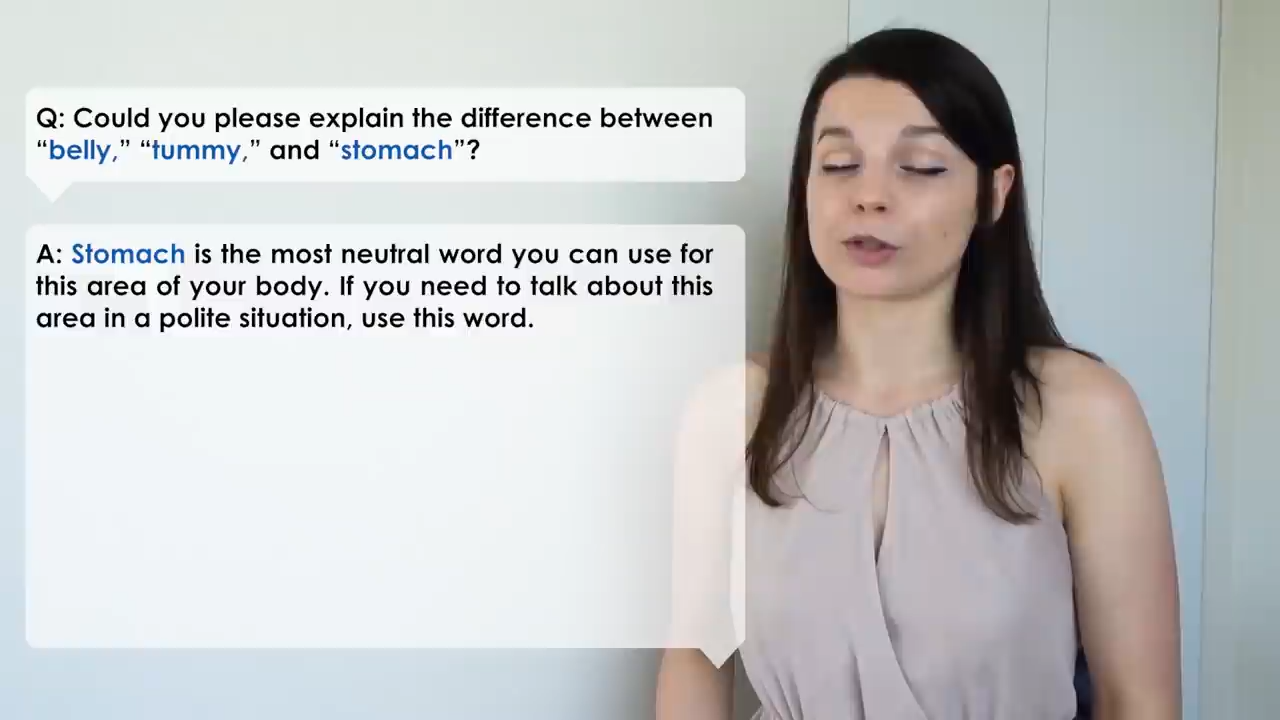 Q: Could you please explain the difference between
“belly,” “tummy,” and “stomach”?
A: Stomach is the most neutral word you can use for
this area of your body. If you need to talk about this
area in a polite situation, use this word.